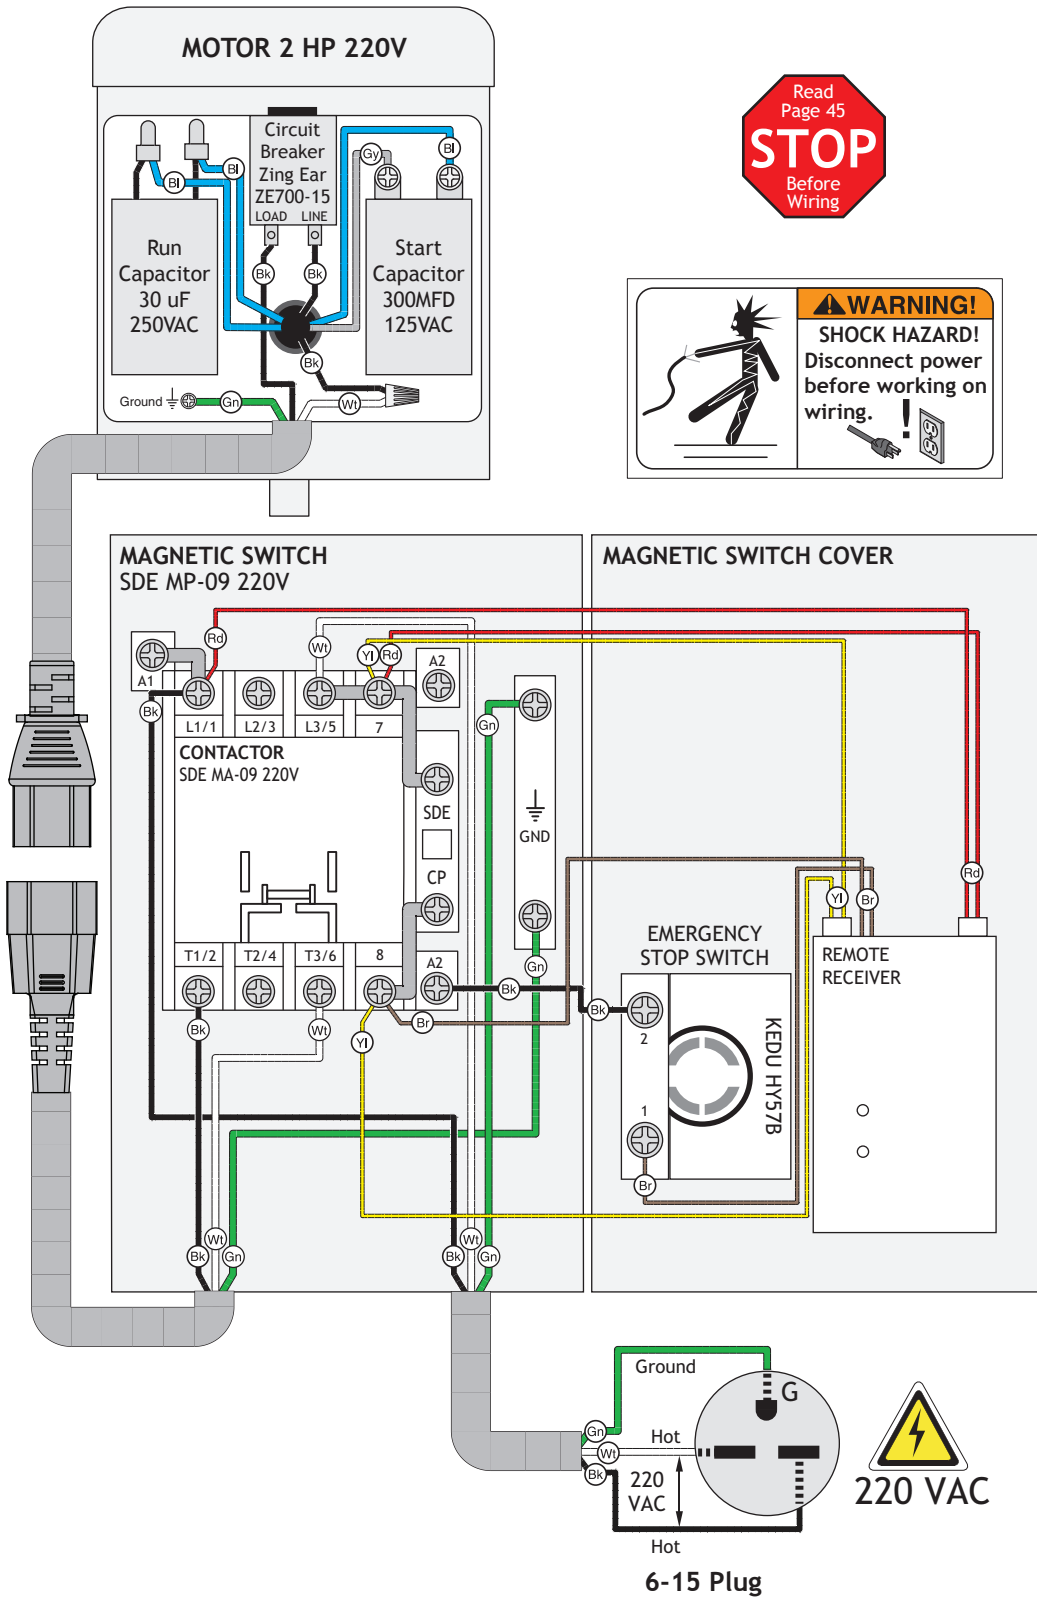 MOTOR 2 HP 220V
Read
Page 45
STOP
Before
Wiring
Circuit
Breaker
Zing Ear
ZE700-15
LOAD LINE
Bl
Bl
Gy
Bl
Run
Capacitor
30 uF
250VAC
Start
Capacitor
300MFD
125VAC
Bk
Bk
Bk
Ground
Gn
Wt
WARNING!
SHOCK HAZARD!
Disconnect power
before working on
wiring.
!
MAGNETIC SWITCH
SDE MP-09 220V
MAGNETIC SWITCH COVER
Rd
Wt
Yl
Rd
A1
A2
Bk
Gn
L1/1
L2/3
L3/5
7
CONTACTOR
SDE MA-09 220V
SDE
CP
GND
Rd
Yl
Br
T1/2
T2/4
T3/6
8
A2
Gn
EMERGENCY
STOP SWITCH
REMOTE
RECEIVER
Bk
Bk
Bk
Wt
Yl
Br
2
1
KEDU HY57B
Br
Bk
Wt
Gn
Bk
Wt
Gn
Ground
G
Gn
Wt
Bk
Hot
220
VAC
Hot
220 VAC
6-15 Plug